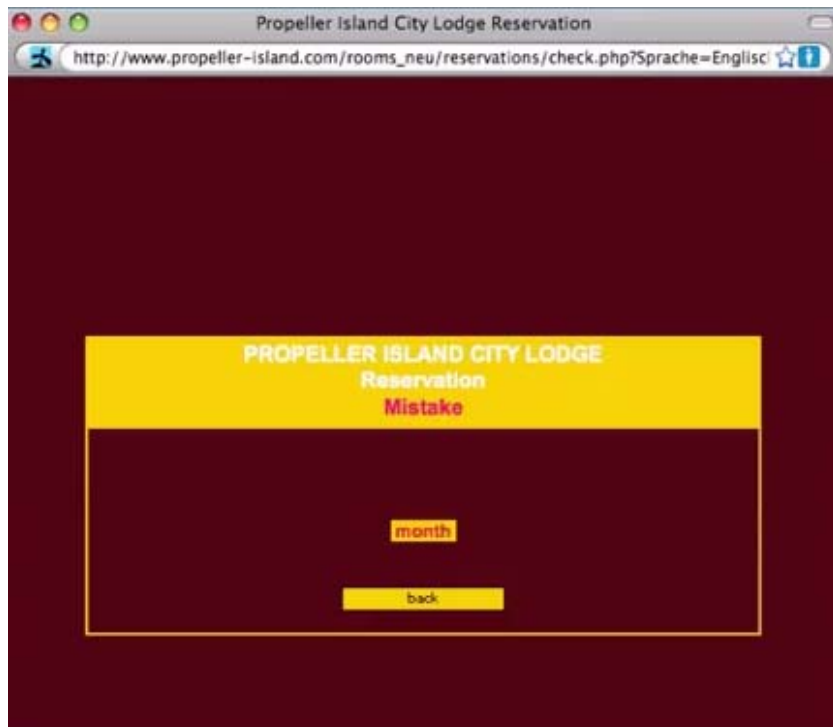 Propeller Island City Lodge Reservation
http://www.propeller-island.com/rooms_neu/reservations/check.php?Sprache=Englisc
PROPELLER ISLAND CITY LODGE
Reservation
Mistake
month
back